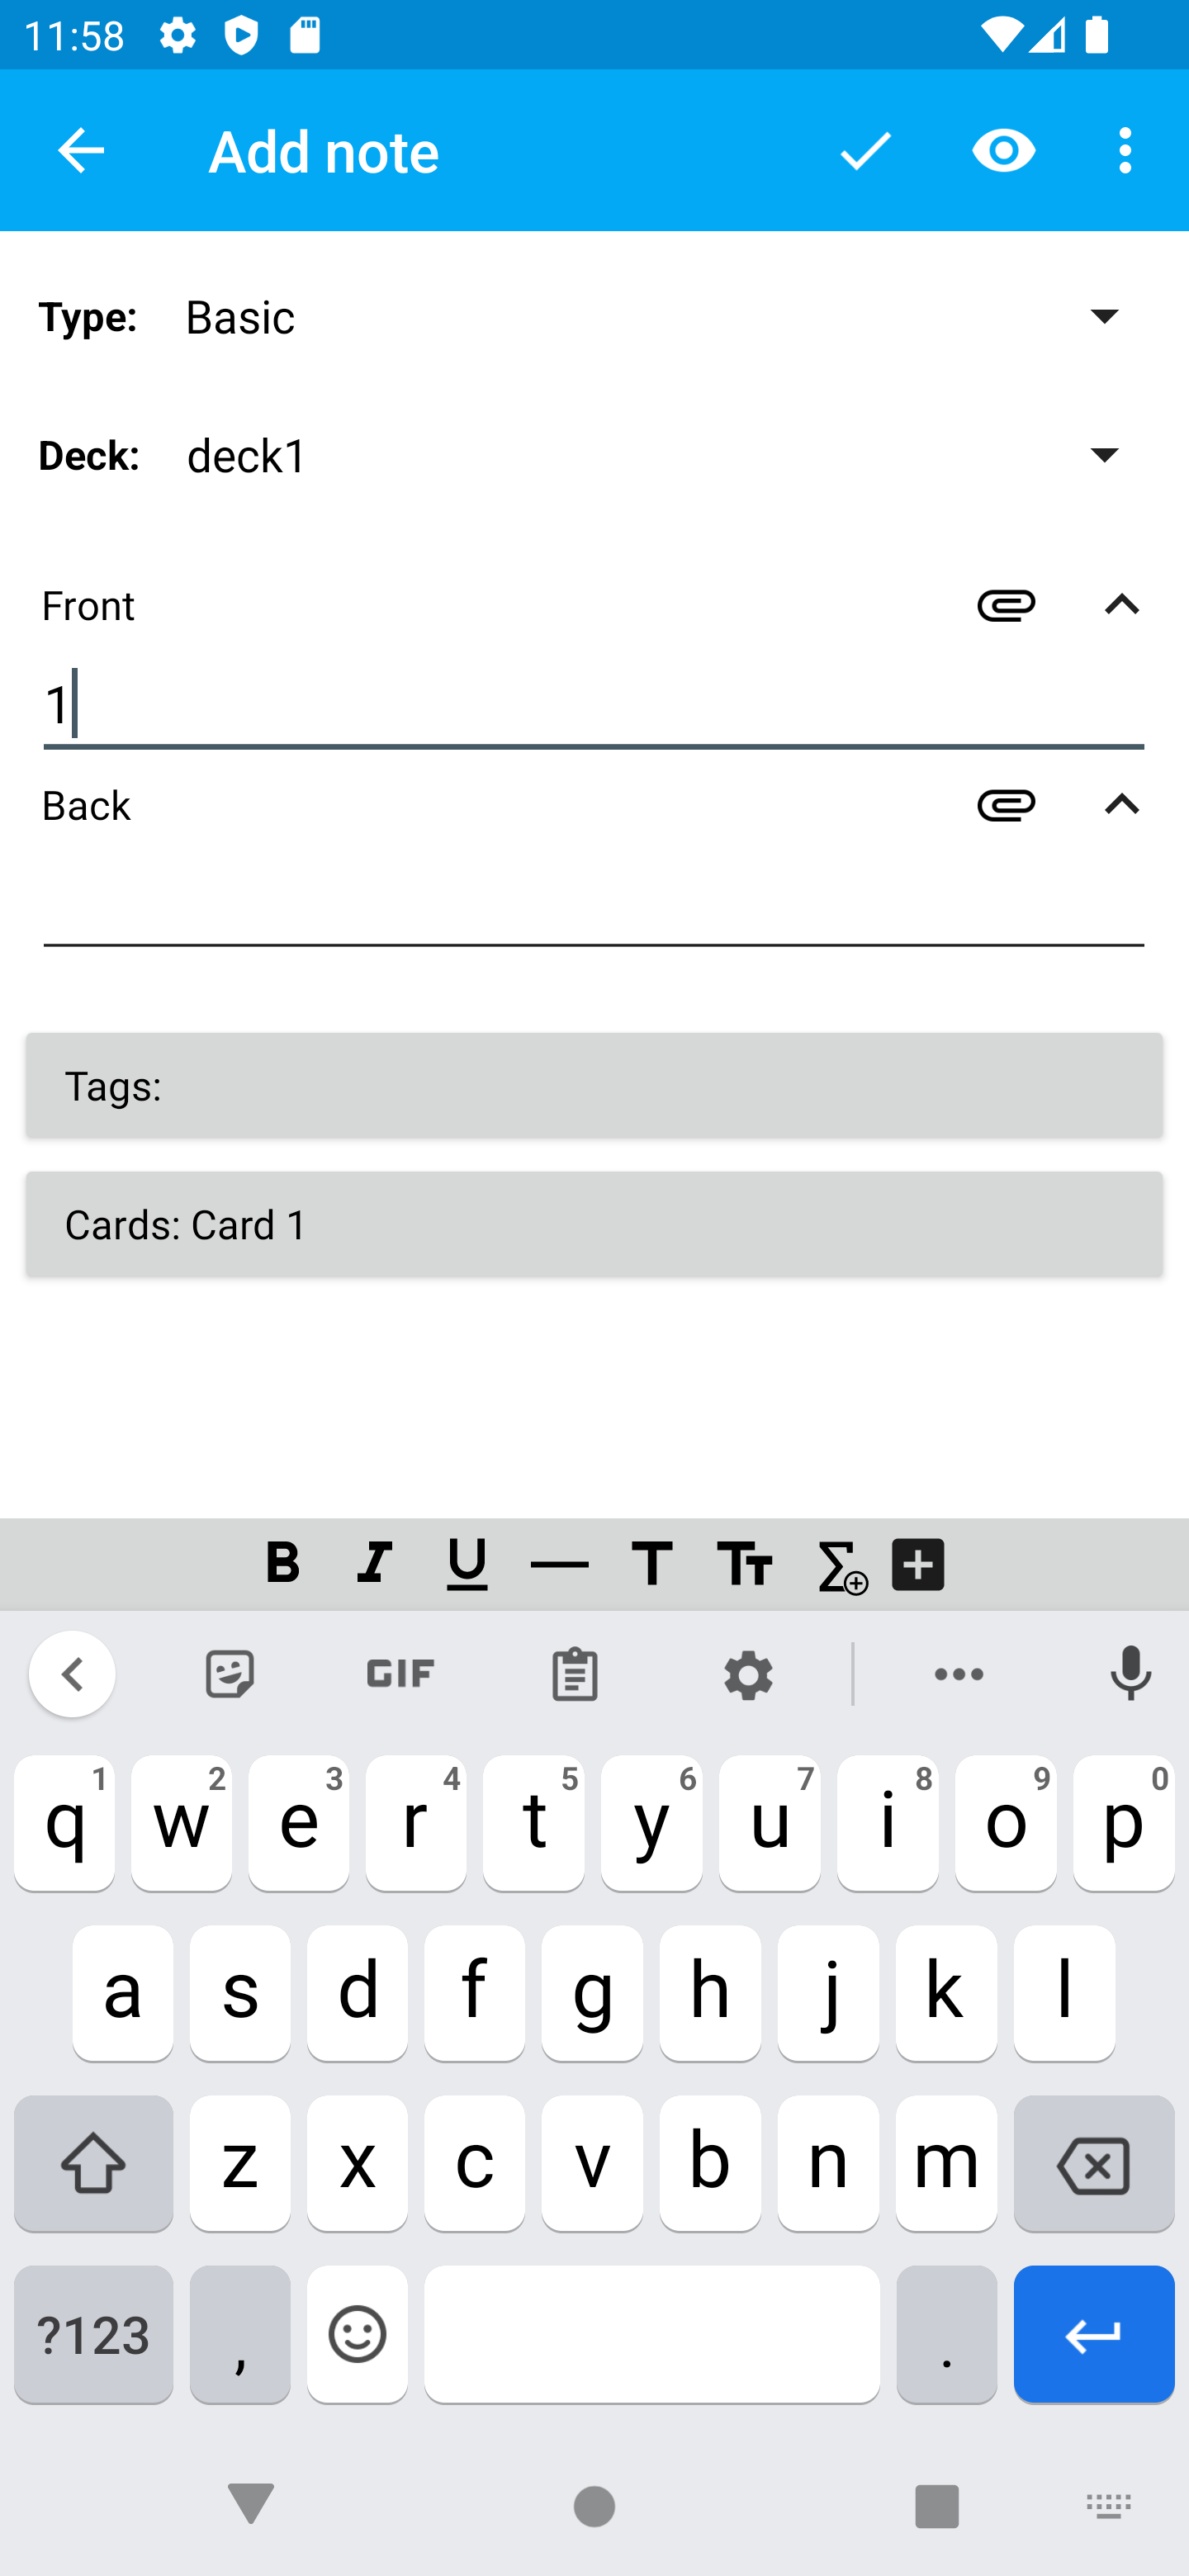 11:58
Add note
Type: Basic
Deck: deck1
Front
1
Back
Tags:
Cards: Card 1
B I U T Tт
GIF
q1 w2 e3 r4 t5 y6 u7 i8 o9 p0
a s d f g h j k l
z x c v b n m
?123 , .